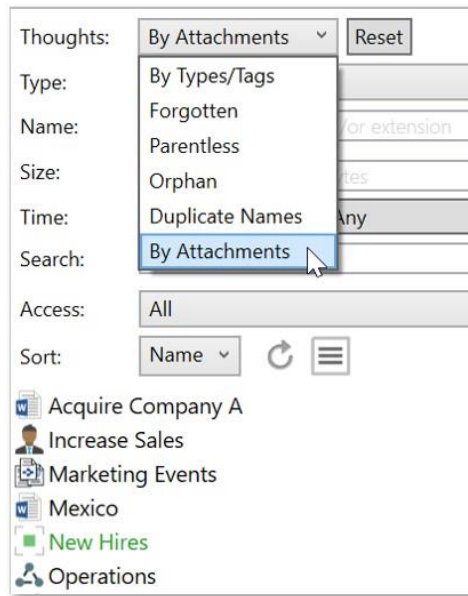 Thoughts: By Attachments Reset
Type: By Types/Tags
Forgotten
Name: /or extension
Parentless
Size: Orphan
Time: Duplicate Names Any
Search: By Attachments
Access: All
Sort: Name
Acquire Company A
Increase Sales
Marketing Events
Mexico
New Hires
Operations